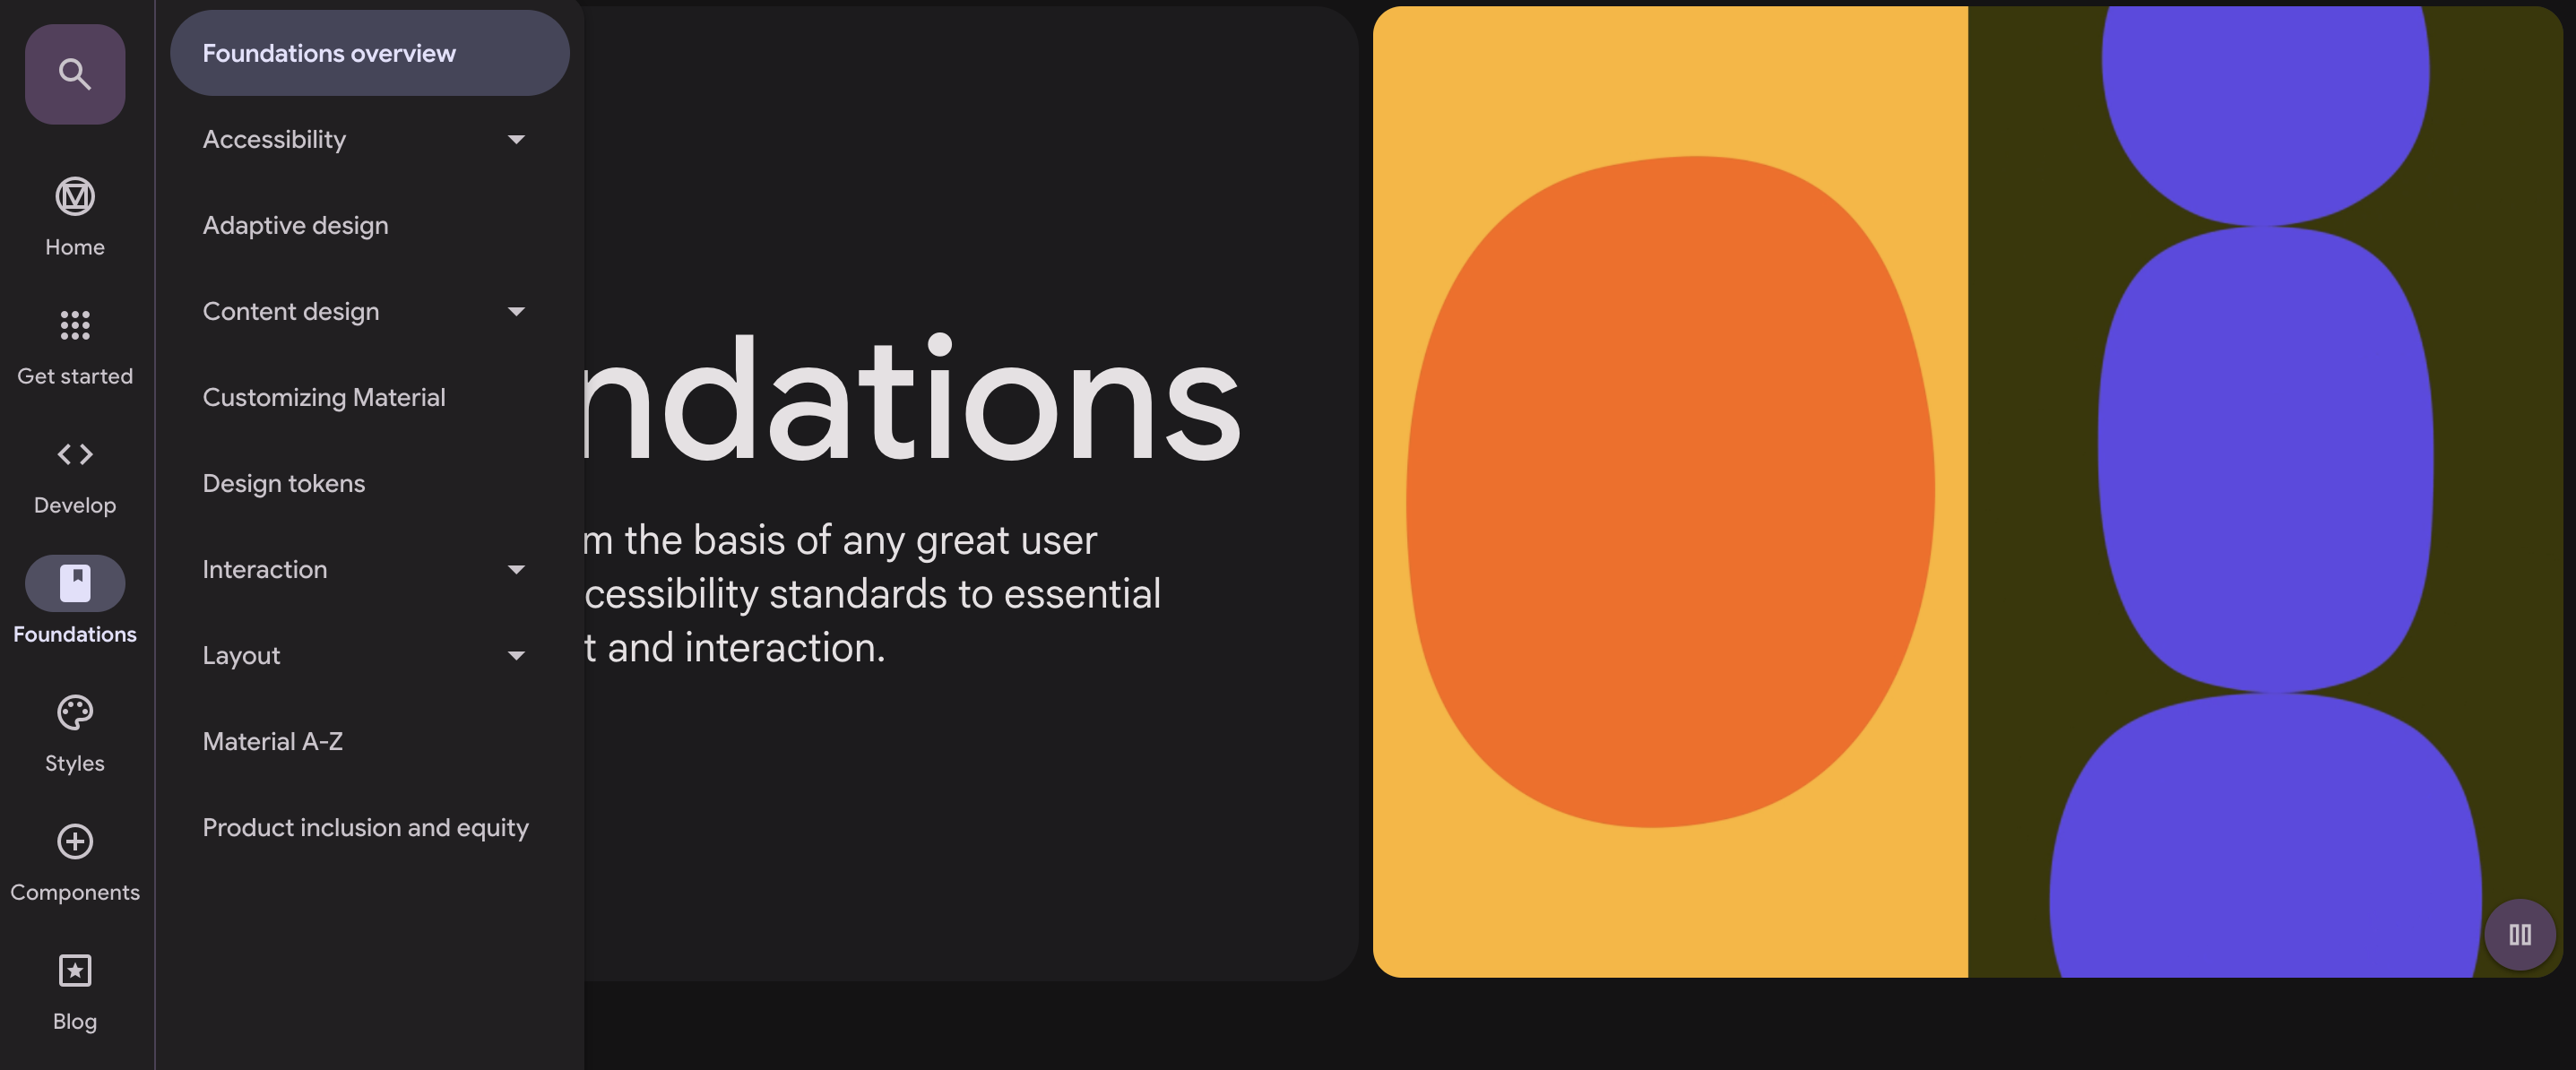 Home
Get started
Develop
Foundations
Styles
Components
Blog
Foundations overview
Accessibility
Adaptive design
Content design
Customizing Material
Design tokens
Interaction
Layout
Material A-Z
Product inclusion and equity
ndations
m the basis of any great user
cessibility standards to essential
t and interaction.